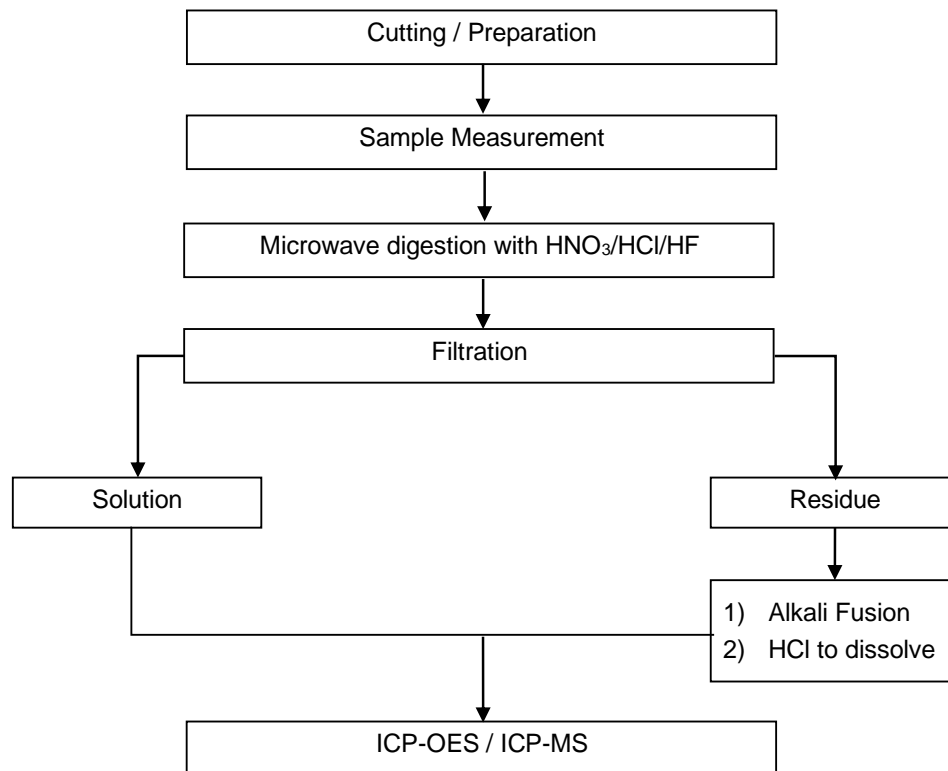 Cutting / Preparation
Sample Measurement
Microwave digestion with HNO₃/HCl/HF
Filtration
Solution
Residue
1) Alkali Fusion
2) HCl to dissolve
ICP-OES / ICP-MS